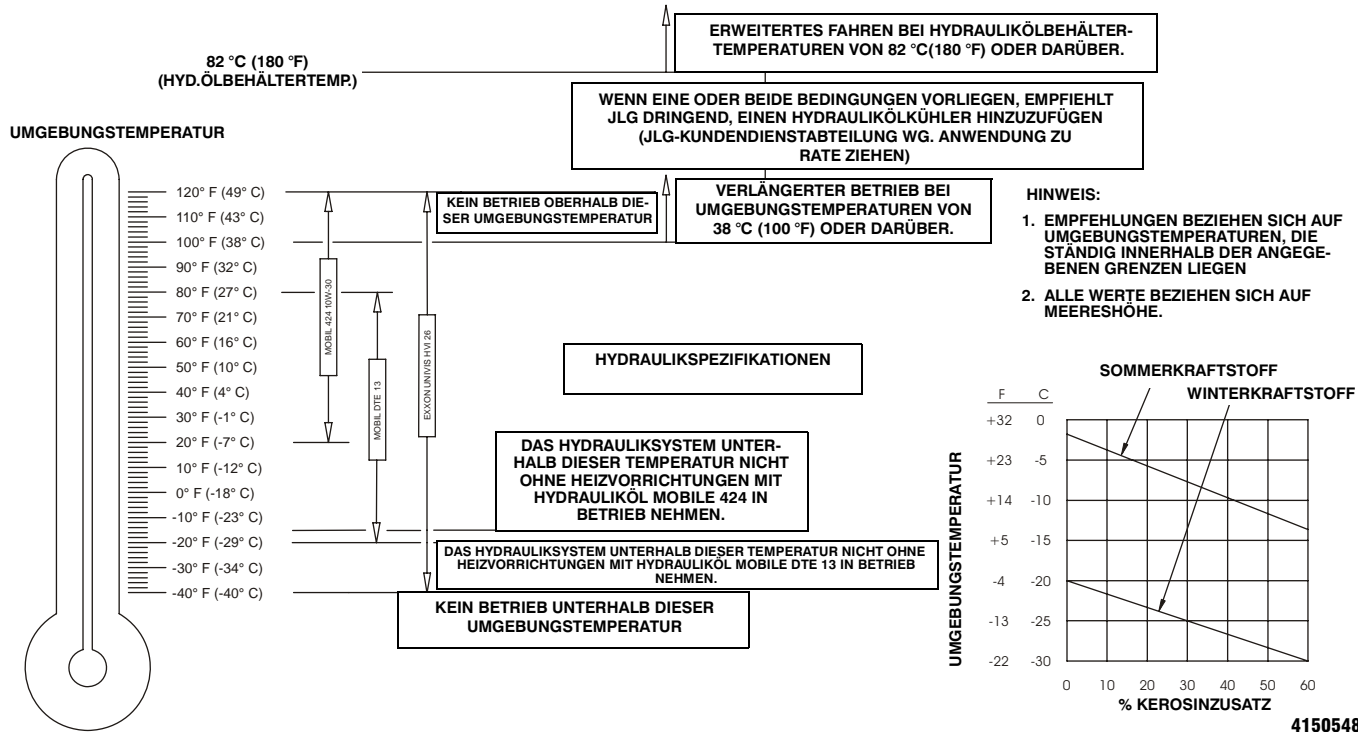 ERWEITERTES FAHREN BEI HYDRAULIKÖLBEHÄLTER-
TEMPERATUREN VON 82 °C(180 °F) ODER DARÜBER.
82 °C (180 °F)
(HYD.ÖLBEHÄLTERTEMP.)
WENN EINE ODER BEIDE BEDINGUNGEN VORLIEGEN, EMPFIEHLT
JLG DRINGEND, EINEN HYDRAULIKÖLKÜHLER HINZUZUFÜGEN
(JLG-KUNDENDIENSTABTEILUNG WG. ANWENDUNG ZU
RATE ZIEHEN)
UMGEBUNGSTEMPERATUR
120° F (49° C)
110° F (43° C)
100° F (38° C)
90° F (32° C)
80° F (27° C)
70° F (21° C)
60° F (16° C)
50° F (10° C)
40° F (4° C)
30° F (-1° C)
20° F (-7° C)
10° F (-12° C)
0° F (-18° C)
-10° F (-23° C)
-20° F (-29° C)
-30° F (-34° C)
-40° F (-40° C)
MOBIL 424 10W-30
MOBIL DTE 13
EXXON UNIVIS HVI 26
KEIN BETRIEB OBERHALB DIE-
SER UMGEBUNGSTEMPERATUR
VERLÄNGERTER BETRIEB BEI
UMGEBUNGSTEMPERATUREN VON
38 °C (100 °F) ODER DARÜBER.
HYDRAULIKSPEZIFIKATIONEN
DAS HYDRAULIKSYSTEM UNTER-
HALB DIESER TEMPERATUR NICHT
OHNE HEIZVORRICHTUNGEN MIT
HYDRAULIKÖL MOBILE 424 IN
BETRIEB NEHMEN.
DAS HYDRAULIKSYSTEM UNTERHALB DIESER TEMPERATUR NICHT OHNE
HEIZVORRICHTUNGEN MIT HYDRAULIKÖL MOBILE DTE 13 IN BETRIEB
NEHMEN.
KEIN BETRIEB UNTERHALB DIESER
UMGEBUNGSTEMPERATUR
HINWEIS:
1. EMPFEHLUNGEN BEZIEHEN SICH AUF
UMGEBUNGSTEMPERATUREN, DIE
STÄNDIG INNERHALB DER ANGEGE-
BENEN GRENZEN LIEGEN
2. ALLE WERTE BEZIEHEN SICH AUF
MEERESHÖHE.
SOMMERKRAFTSTOFF
WINTERKRAFTSTOFF
F C
+32 0
+23 -5
+14 -10
+5 -15
-4 -20
-13 -25
-22 -30
UMGEBUNGSTEMPERATUR
0 10 20 30 40 50 60
% KEROSINZUSATZ
4150548